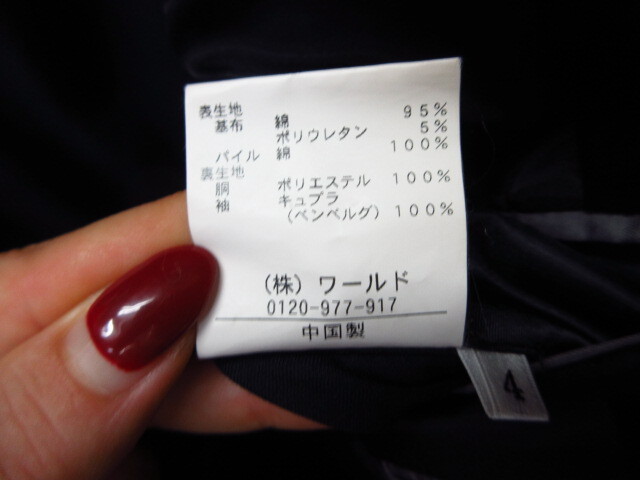 表生地
基布 綿 95%
ポリウレタン 5%
パイル 綿 100%
裏生地
胴 ポリエステル 100%
袖 キュプラ
(ベンベルグ) 100%
(株) ワールド
0120-977-917
中国製
4